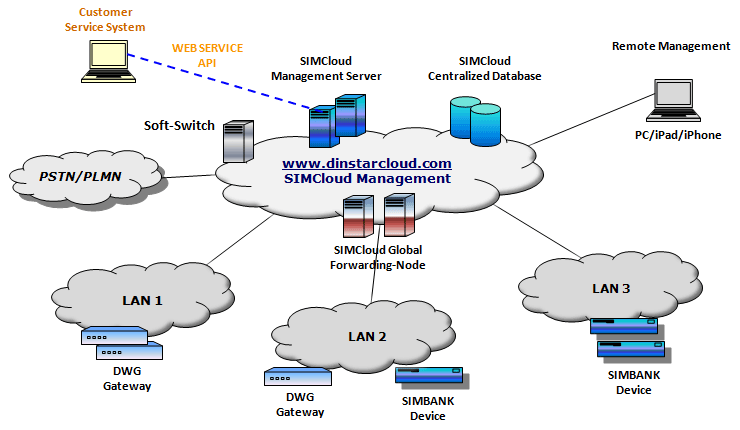 Customer
Service System
WEB SERVICE
API
SIMCloud
Management Server
SIMCloud
Centralized Database
Remote Management
PC/iPad/iPhone
Soft-Switch
PSTN/PLMN
www.dinstarcloud.com
SIMCloud Management
SIMCloud Global
Forwarding-Node
LAN 1
DWG
Gateway
LAN 2
DWG
Gateway
SIMBANK
Device
LAN 3
SIMBANK
Device